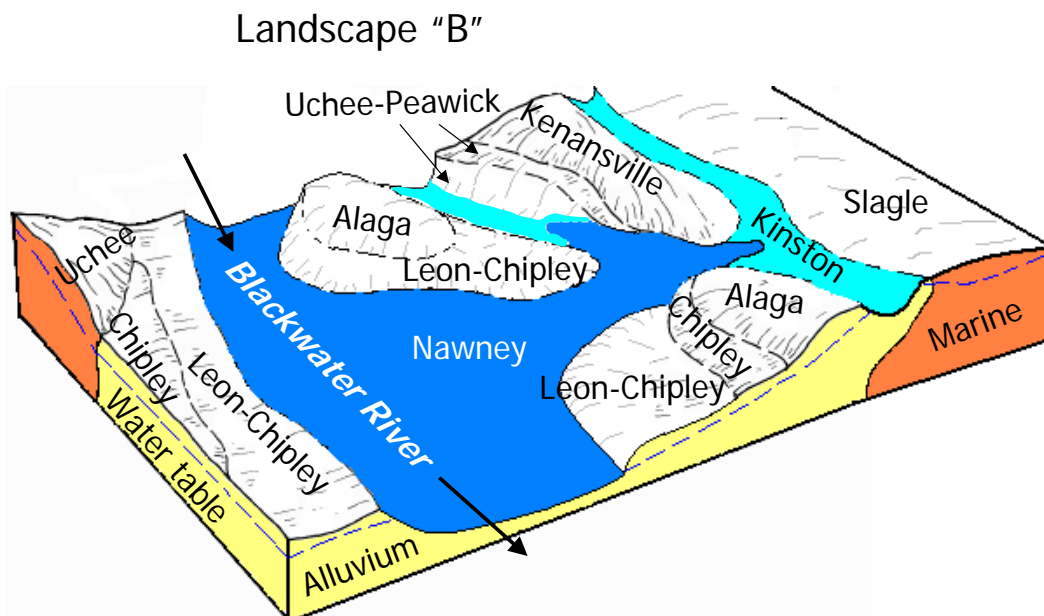 Landscape "B"
Uchee-Peawick
Kenansville
Slagle
Alaga
Kinston
Uchee
Leon-Chipley
Alaga
Blackwater River
Chipley
Marine
Nawney
Chipley
Leon-Chipley
Leon-Chipley
Water table
Alluvium